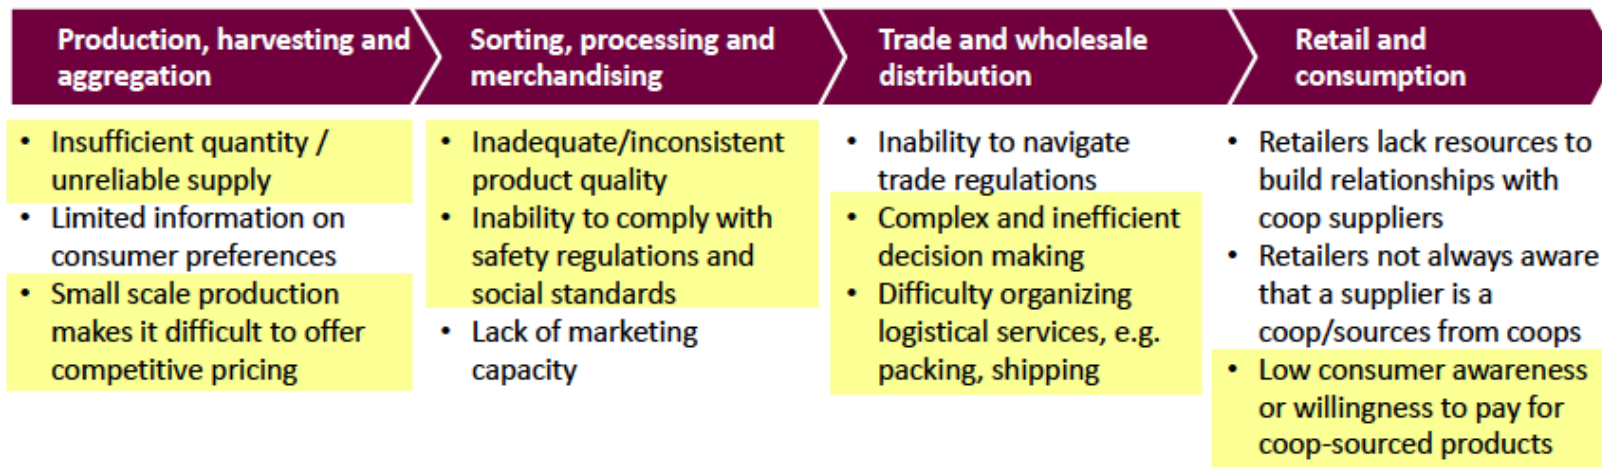 Production, harvesting and
aggregation
Sorting, processing and
merchandising
Trade and wholesale
distribution
Retail and
consumption
• Insufficient quantity /
unreliable supply
• Limited information on
consumer preferences
• Small scale production
makes it difficult to offer
competitive pricing
• Inadequate/inconsistent
product quality
• Inability to comply with
safety regulations and
social standards
• Lack of marketing
capacity
• Inability to navigate
trade regulations
• Complex and inefficient
decision making
• Difficulty organizing
logistical services, e.g.
packing, shipping
• Retailers lack resources to
build relationships with
coop suppliers
• Retailers not always aware
that a supplier is a
coop/sources from coops
• Low consumer awareness
or willingness to pay for
coop-sourced products